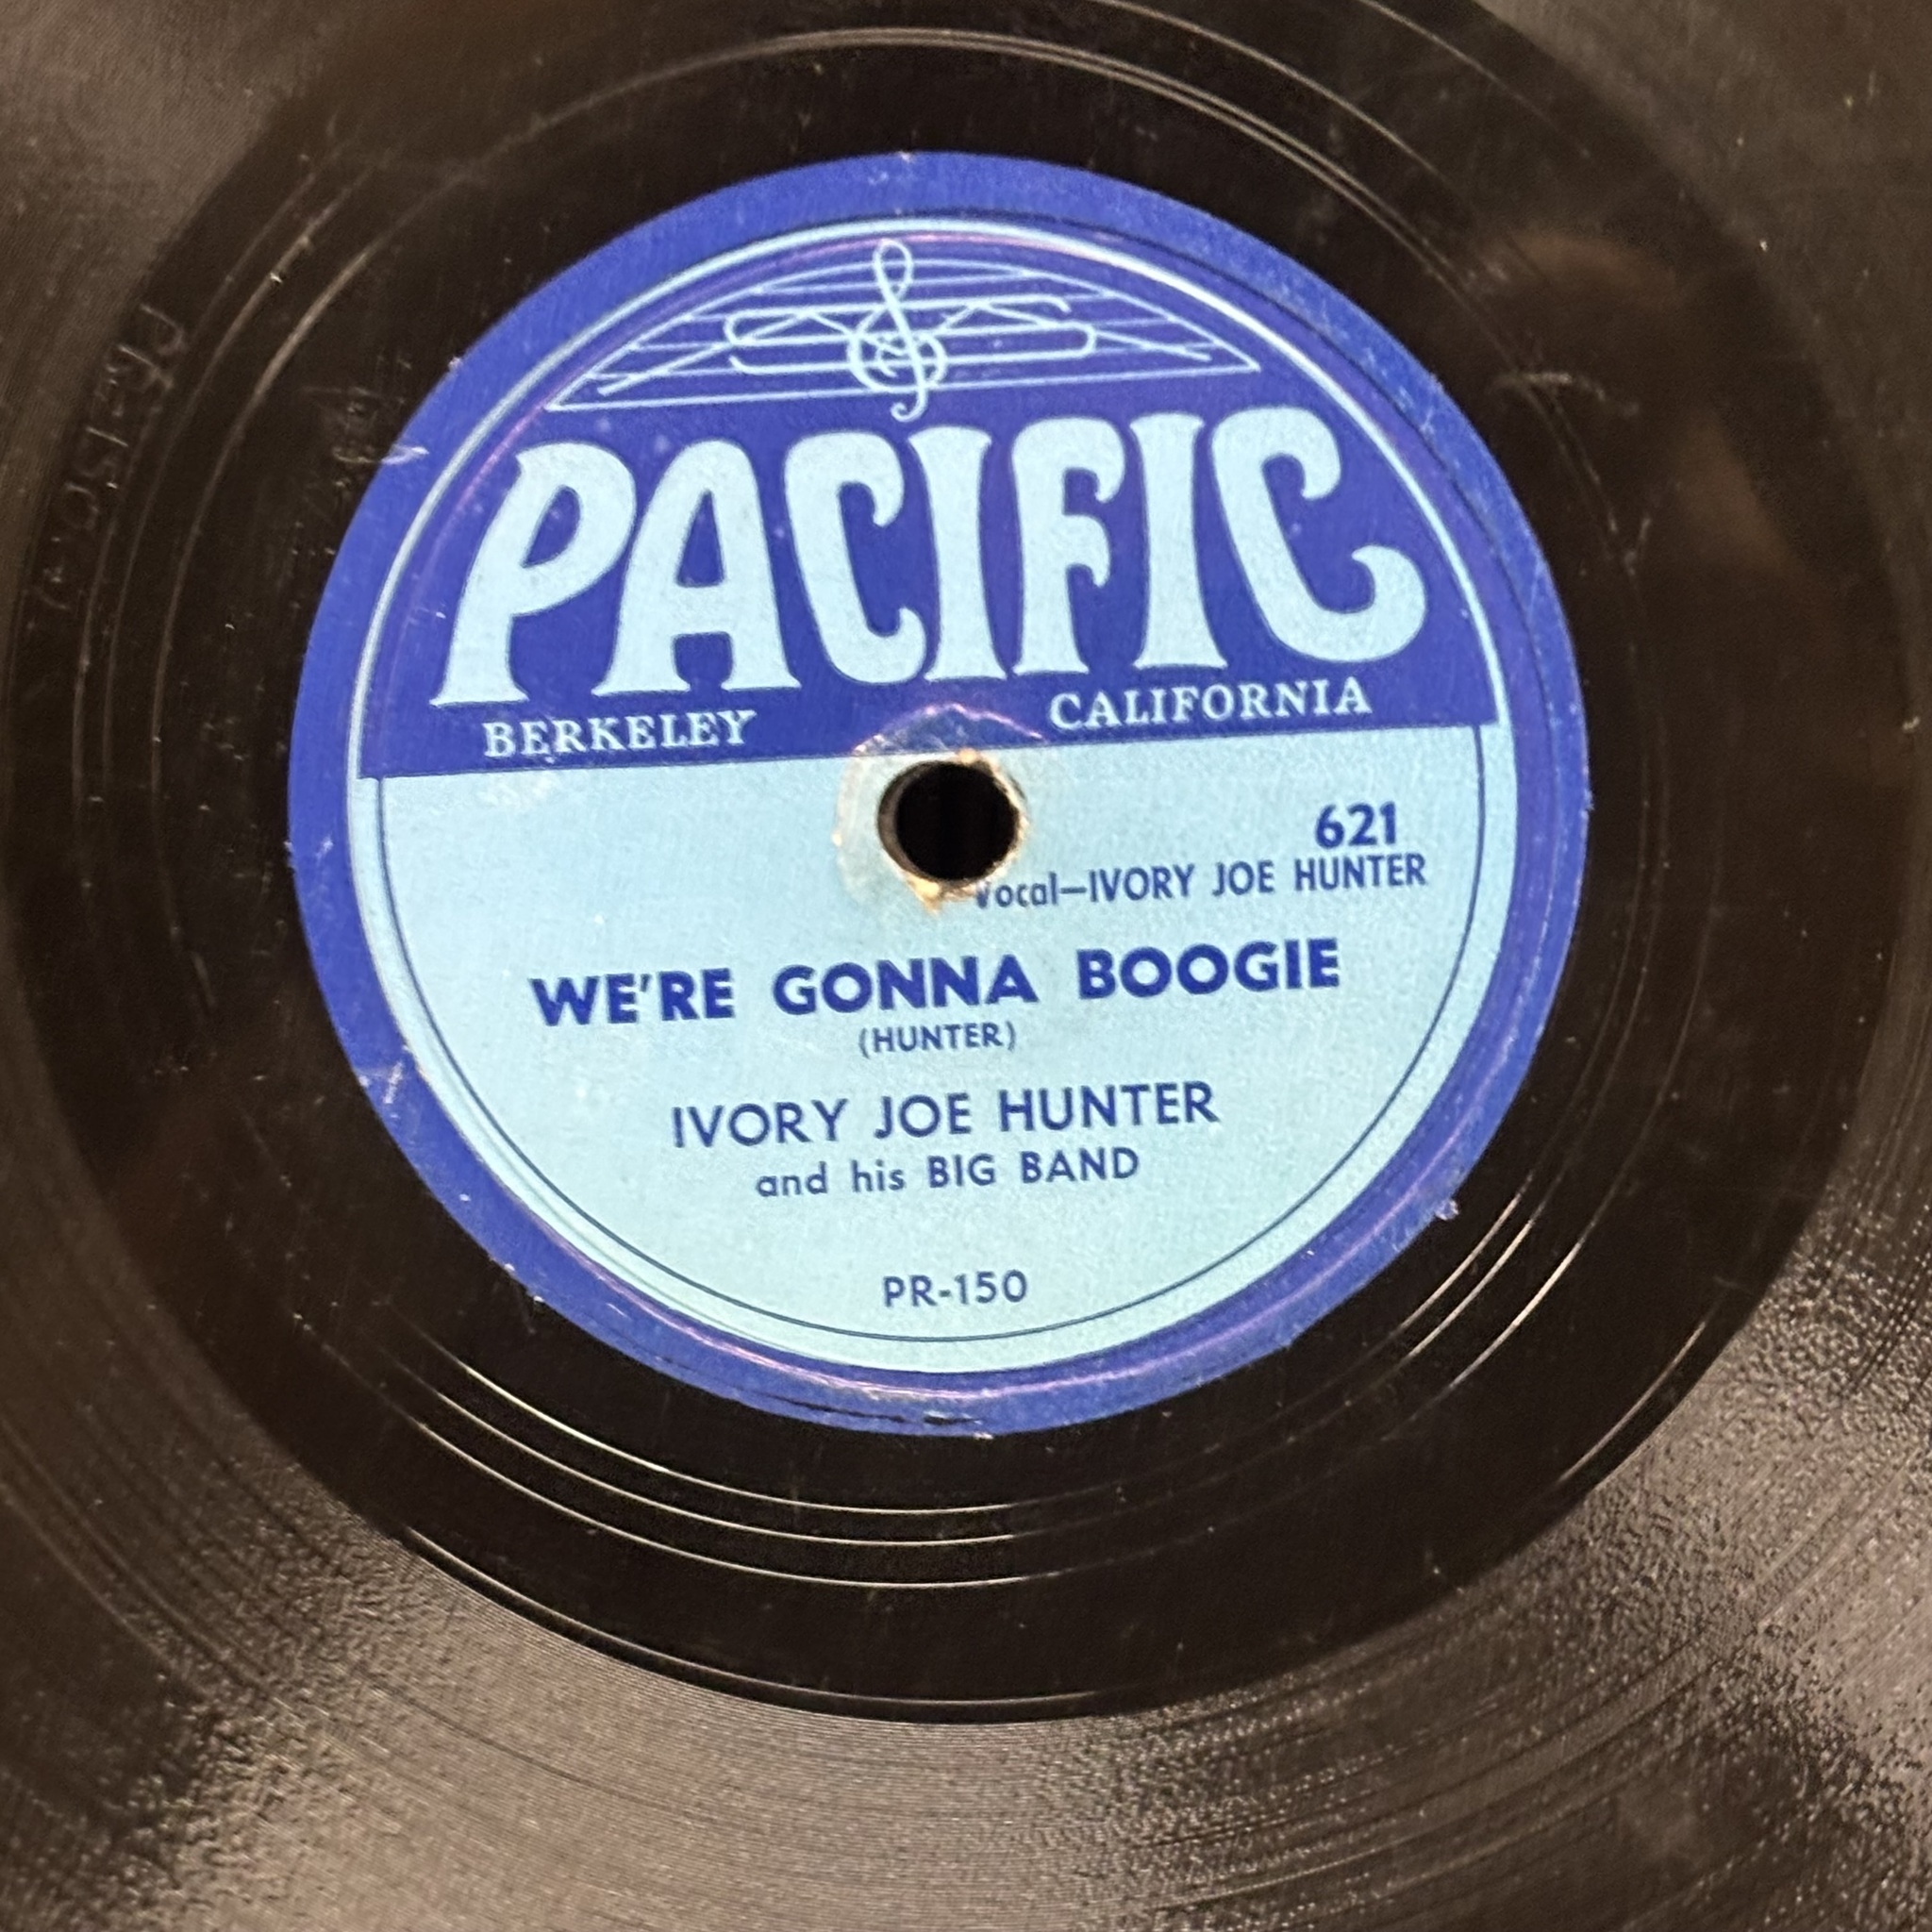 PACIFIC
BERKELEY CALIFORNIA
621
Vocal—IVORY JOE HUNTER
WE'RE GONNA BOOGIE
(HUNTER)
IVORY JOE HUNTER
and his BIG BAND
PR-150